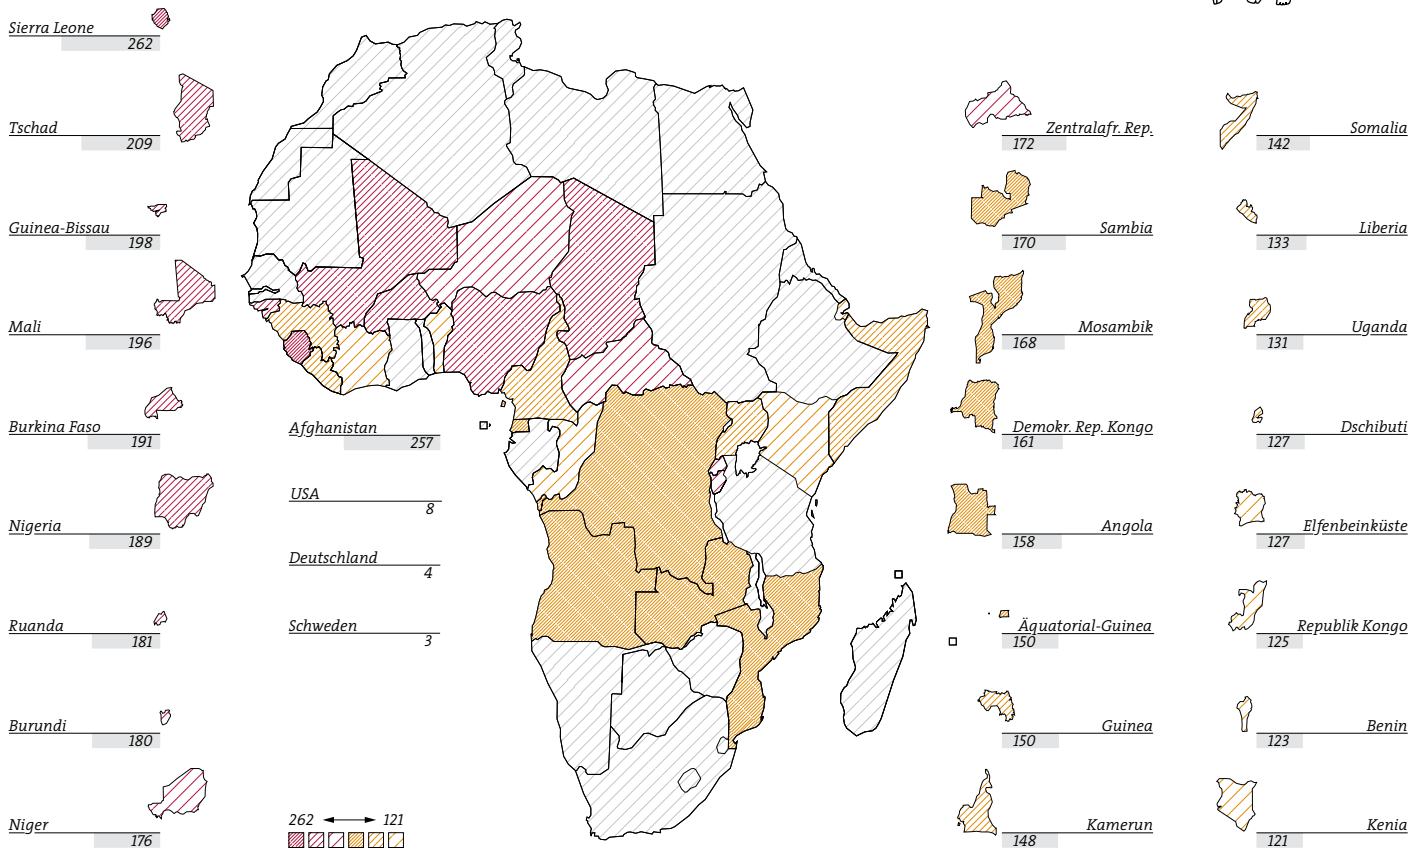 Sierra Leone
262
Tschad
209
Guinea-Bissau
198
Mali
196
Burkina Faso
191
Nigeria
189
Ruanda
181
Burundi
180
Niger
176
Afghanistan
257
USA
8
Deutschland
4
Schweden
3
262 121
Zentralafr. Rep.
172
Sambia
170
Mosambik
168
Demokr. Rep. Kongo
161
Angola
158
Äquatorial-Guinea
150
Guinea
150
Kamerun
148
Somalia
142
Liberia
133
Uganda
131
Dschibuti
127
Elfenbeinküste
127
Republik Kongo
125
Benin
123
Kenia
121